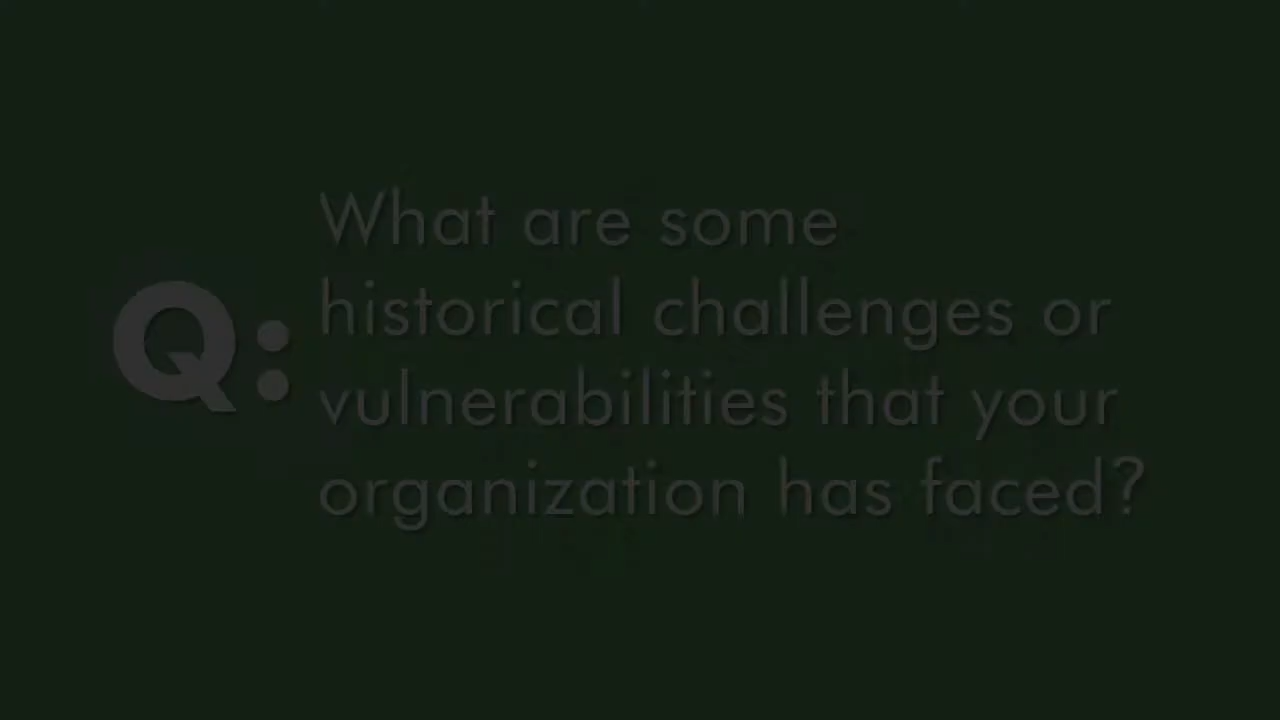 Q:
What are some
historical challenges or
vulnerabilities that your
organization has faced?